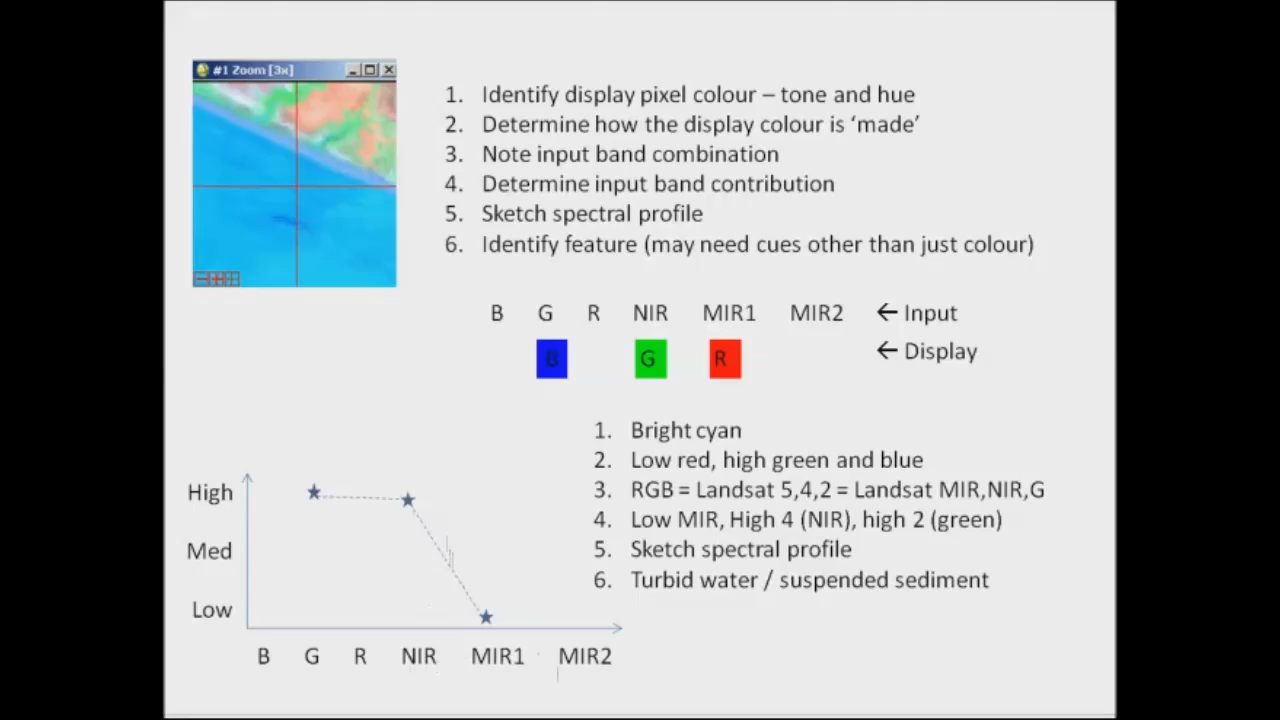 #1 Zoom [3x]
1. Identify display pixel colour – tone and hue
2. Determine how the display colour is ‘made’
3. Note input band combination
4. Determine input band contribution
5. Sketch spectral profile
6. Identify feature (may need cues other than just colour)
B G R NIR MIR1 MIR2 ← Input
B G R ← Display
1. Bright cyan
2. Low red, high green and blue
3. RGB = Landsat 5,4,2 = Landsat MIR,NIR,G
4. Low MIR, High 4 (NIR), high 2 (green)
5. Sketch spectral profile
6. Turbid water / suspended sediment
High
Med
Low
B G R NIR MIR1 MIR2